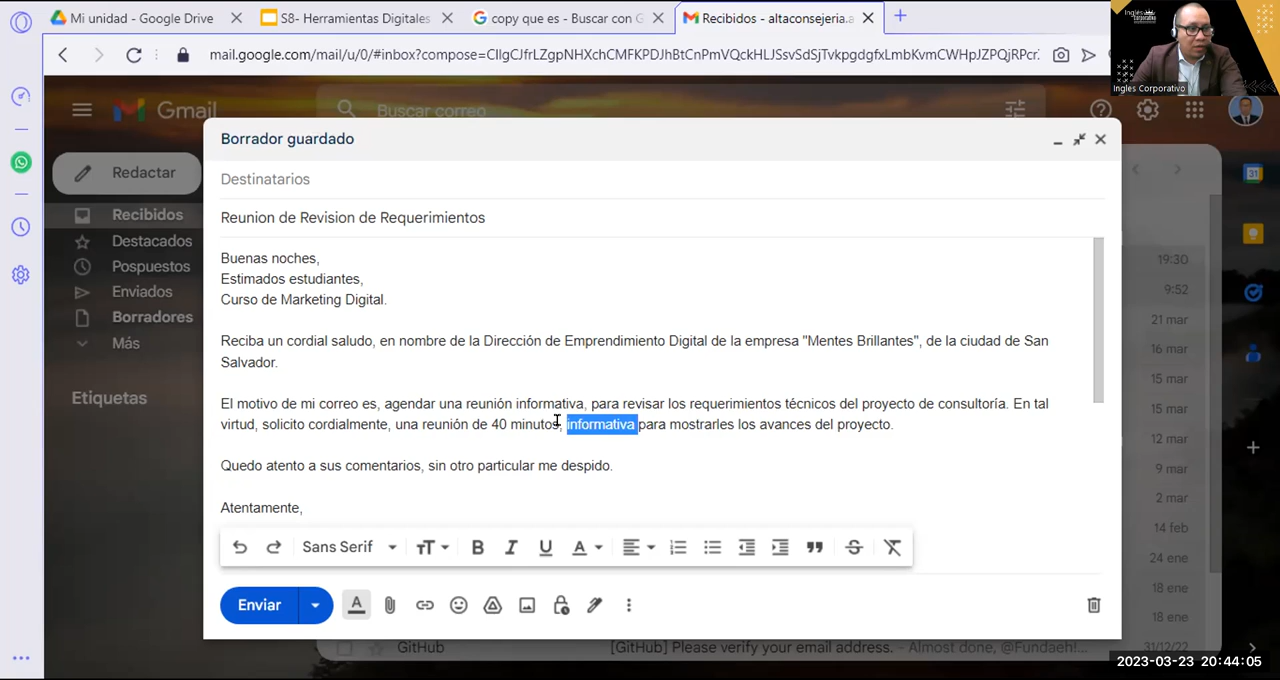 Mi unidad - Google Drive
S8- Herramientas Digitales
copy que es - Buscar con G
Recibidos - altaconsejeria.a
mail.google.com/mail/u/0/#inbox?compose=CllgCJfrLZgpNHXchCMFKPDJhBtCnPmVQckHLJSsvSdSjTvkpgdgfxLmbKvmCWHpJZPQjRPcr.
Inglés
Corporativo
Ingles Corporativo
Gmail
Buscar correo
Redactar
Recibidos
Destacados
Pospuestos
Enviados
Borradores
Más
Etiquetas
Borrador guardado
Destinatarios
Reunion de Revision de Requerimientos
Buenas noches,
Estimados estudiantes,
Curso de Marketing Digital.
Reciba un cordial saludo, en nombre de la Dirección de Emprendimiento Digital de la empresa "Mentes Brillantes", de la ciudad de San
Salvador.
El motivo de mi correo es, agendar una reunión informativa, para revisar los requerimientos técnicos del proyecto de consultoría. En tal
virtud, solicito cordialmente, una reunión de 40 minutos, informativa para mostrarles los avances del proyecto.
Quedo atento a sus comentarios, sin otro particular me despido.
Atentamente,
Sans Serif
Enviar
19:30
9:52
21 mar
16 mar
15 mar
15 mar
12 mar
9 mar
2 mar
14 feb
24 ene
18 ene
18 ene
31/12/22
31
GitHub
[GitHub] Please verify your email address. - Almost done, @Fundaeh!...
2023-03-23 20:44:05